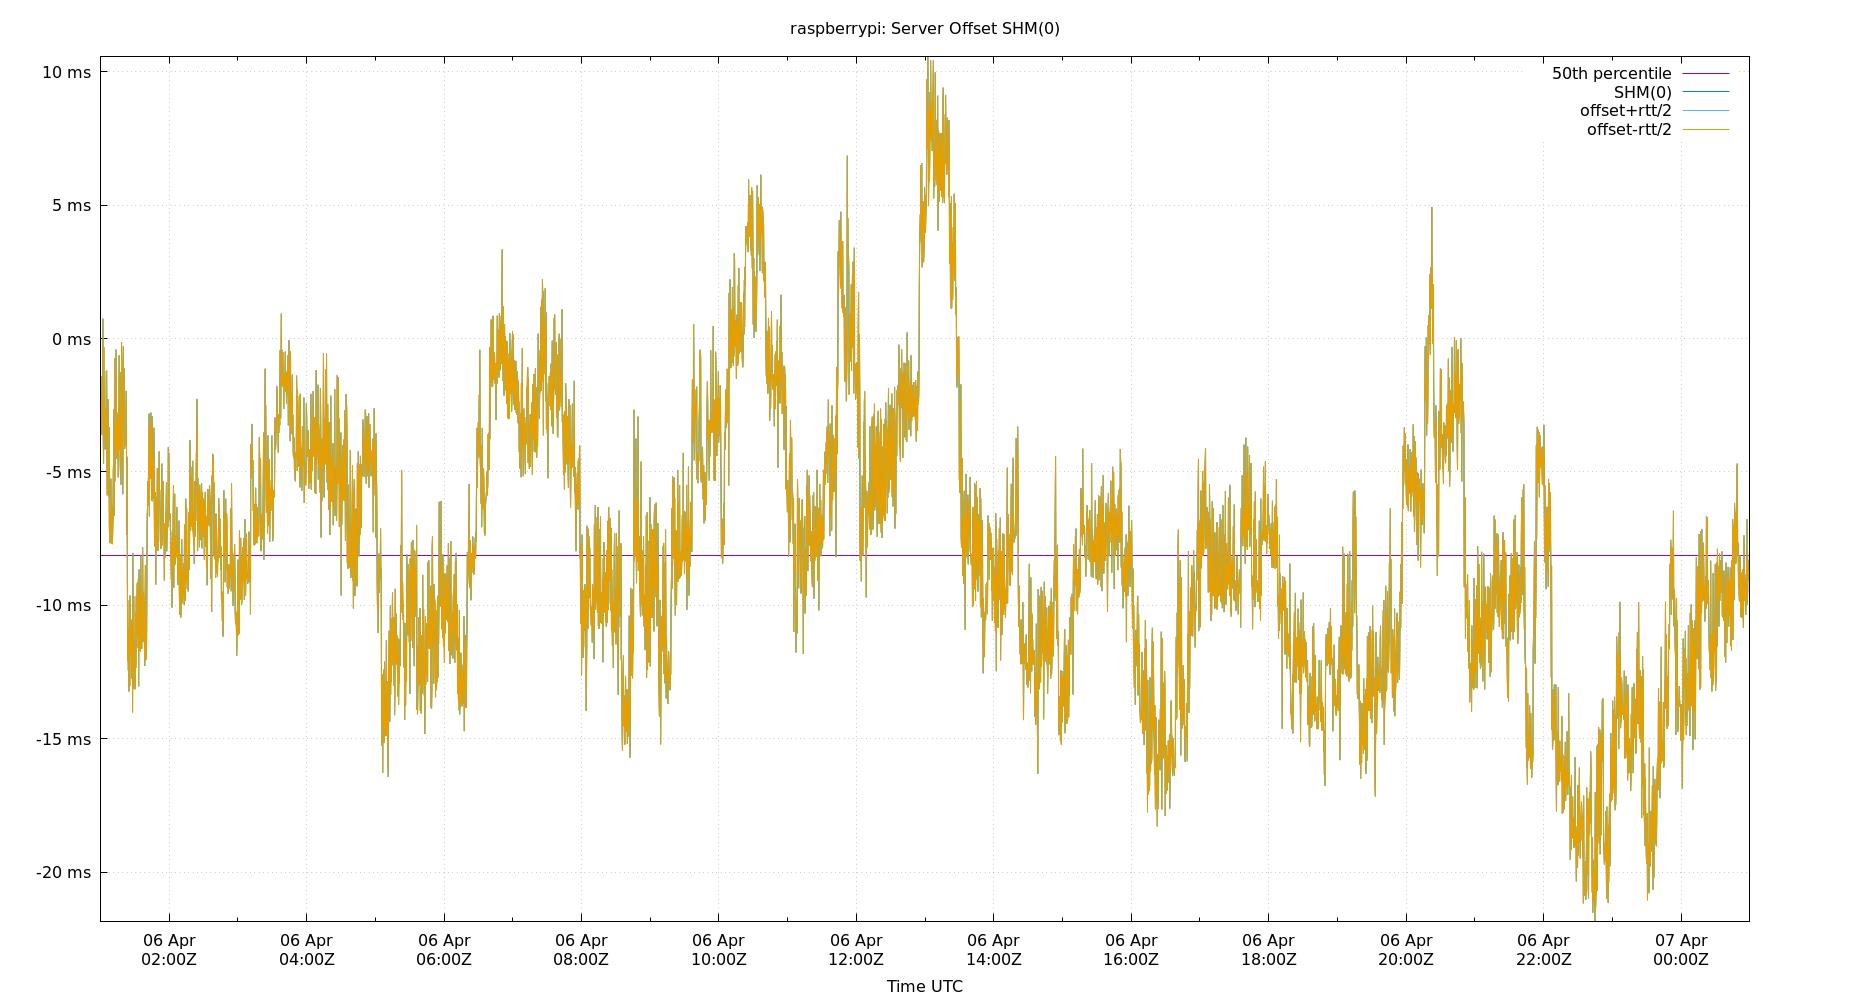 raspberrypi: Server Offset SHM(0)
10 ms
5 ms
0 ms
-5 ms
-10 ms
-15 ms
-20 ms
50th percentile
SHM(0)
offset+rtt/2
offset-rtt/2
06 Apr 06 Apr 06 Apr 06 Apr 06 Apr 06 Apr 06 Apr 06 Apr 06 Apr 06 Apr 06 Apr 07 Apr
02:00Z 04:00Z 06:00Z 08:00Z 10:00Z 12:00Z 14:00Z 16:00Z 18:00Z 20:00Z 22:00Z 00:00Z
Time UTC